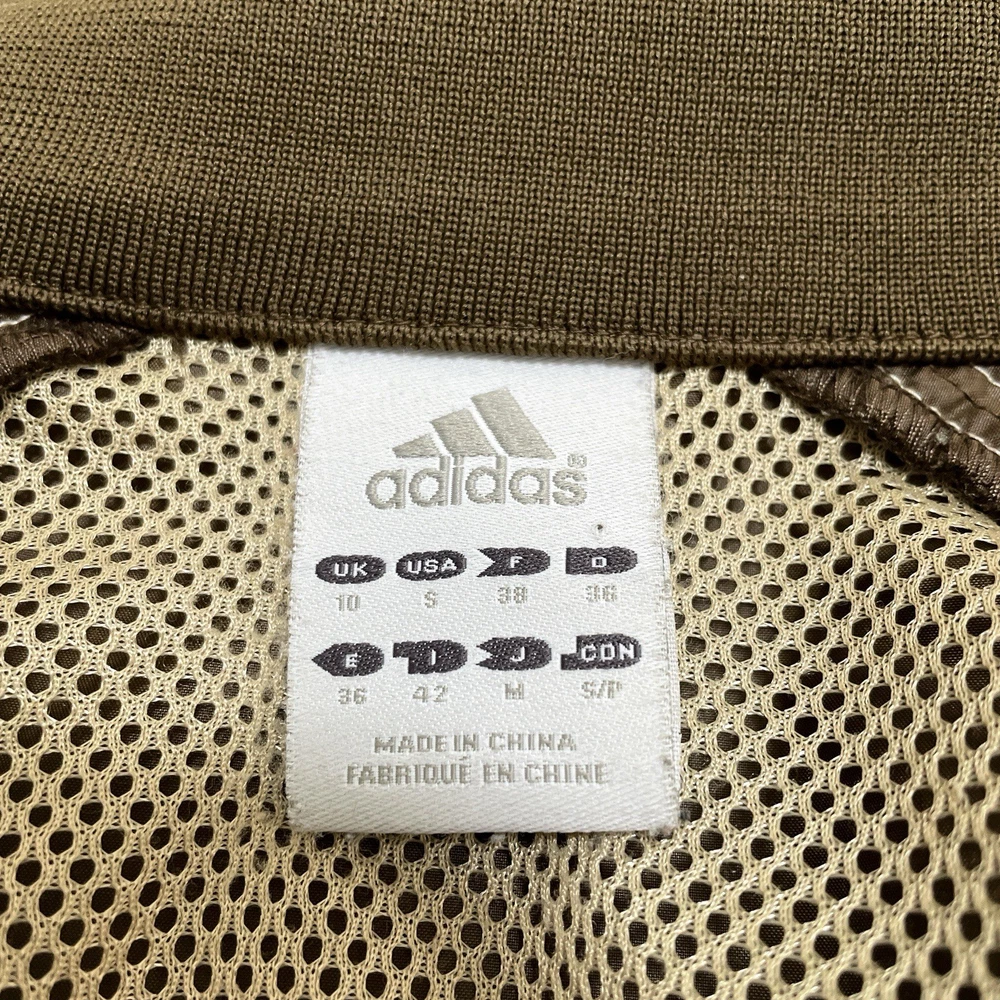 adidas®
UK USA F D
10 S 38 36
E I J CDN
36 42 M S/P
MADE IN CHINA
FABRIQUÉ EN CHINE